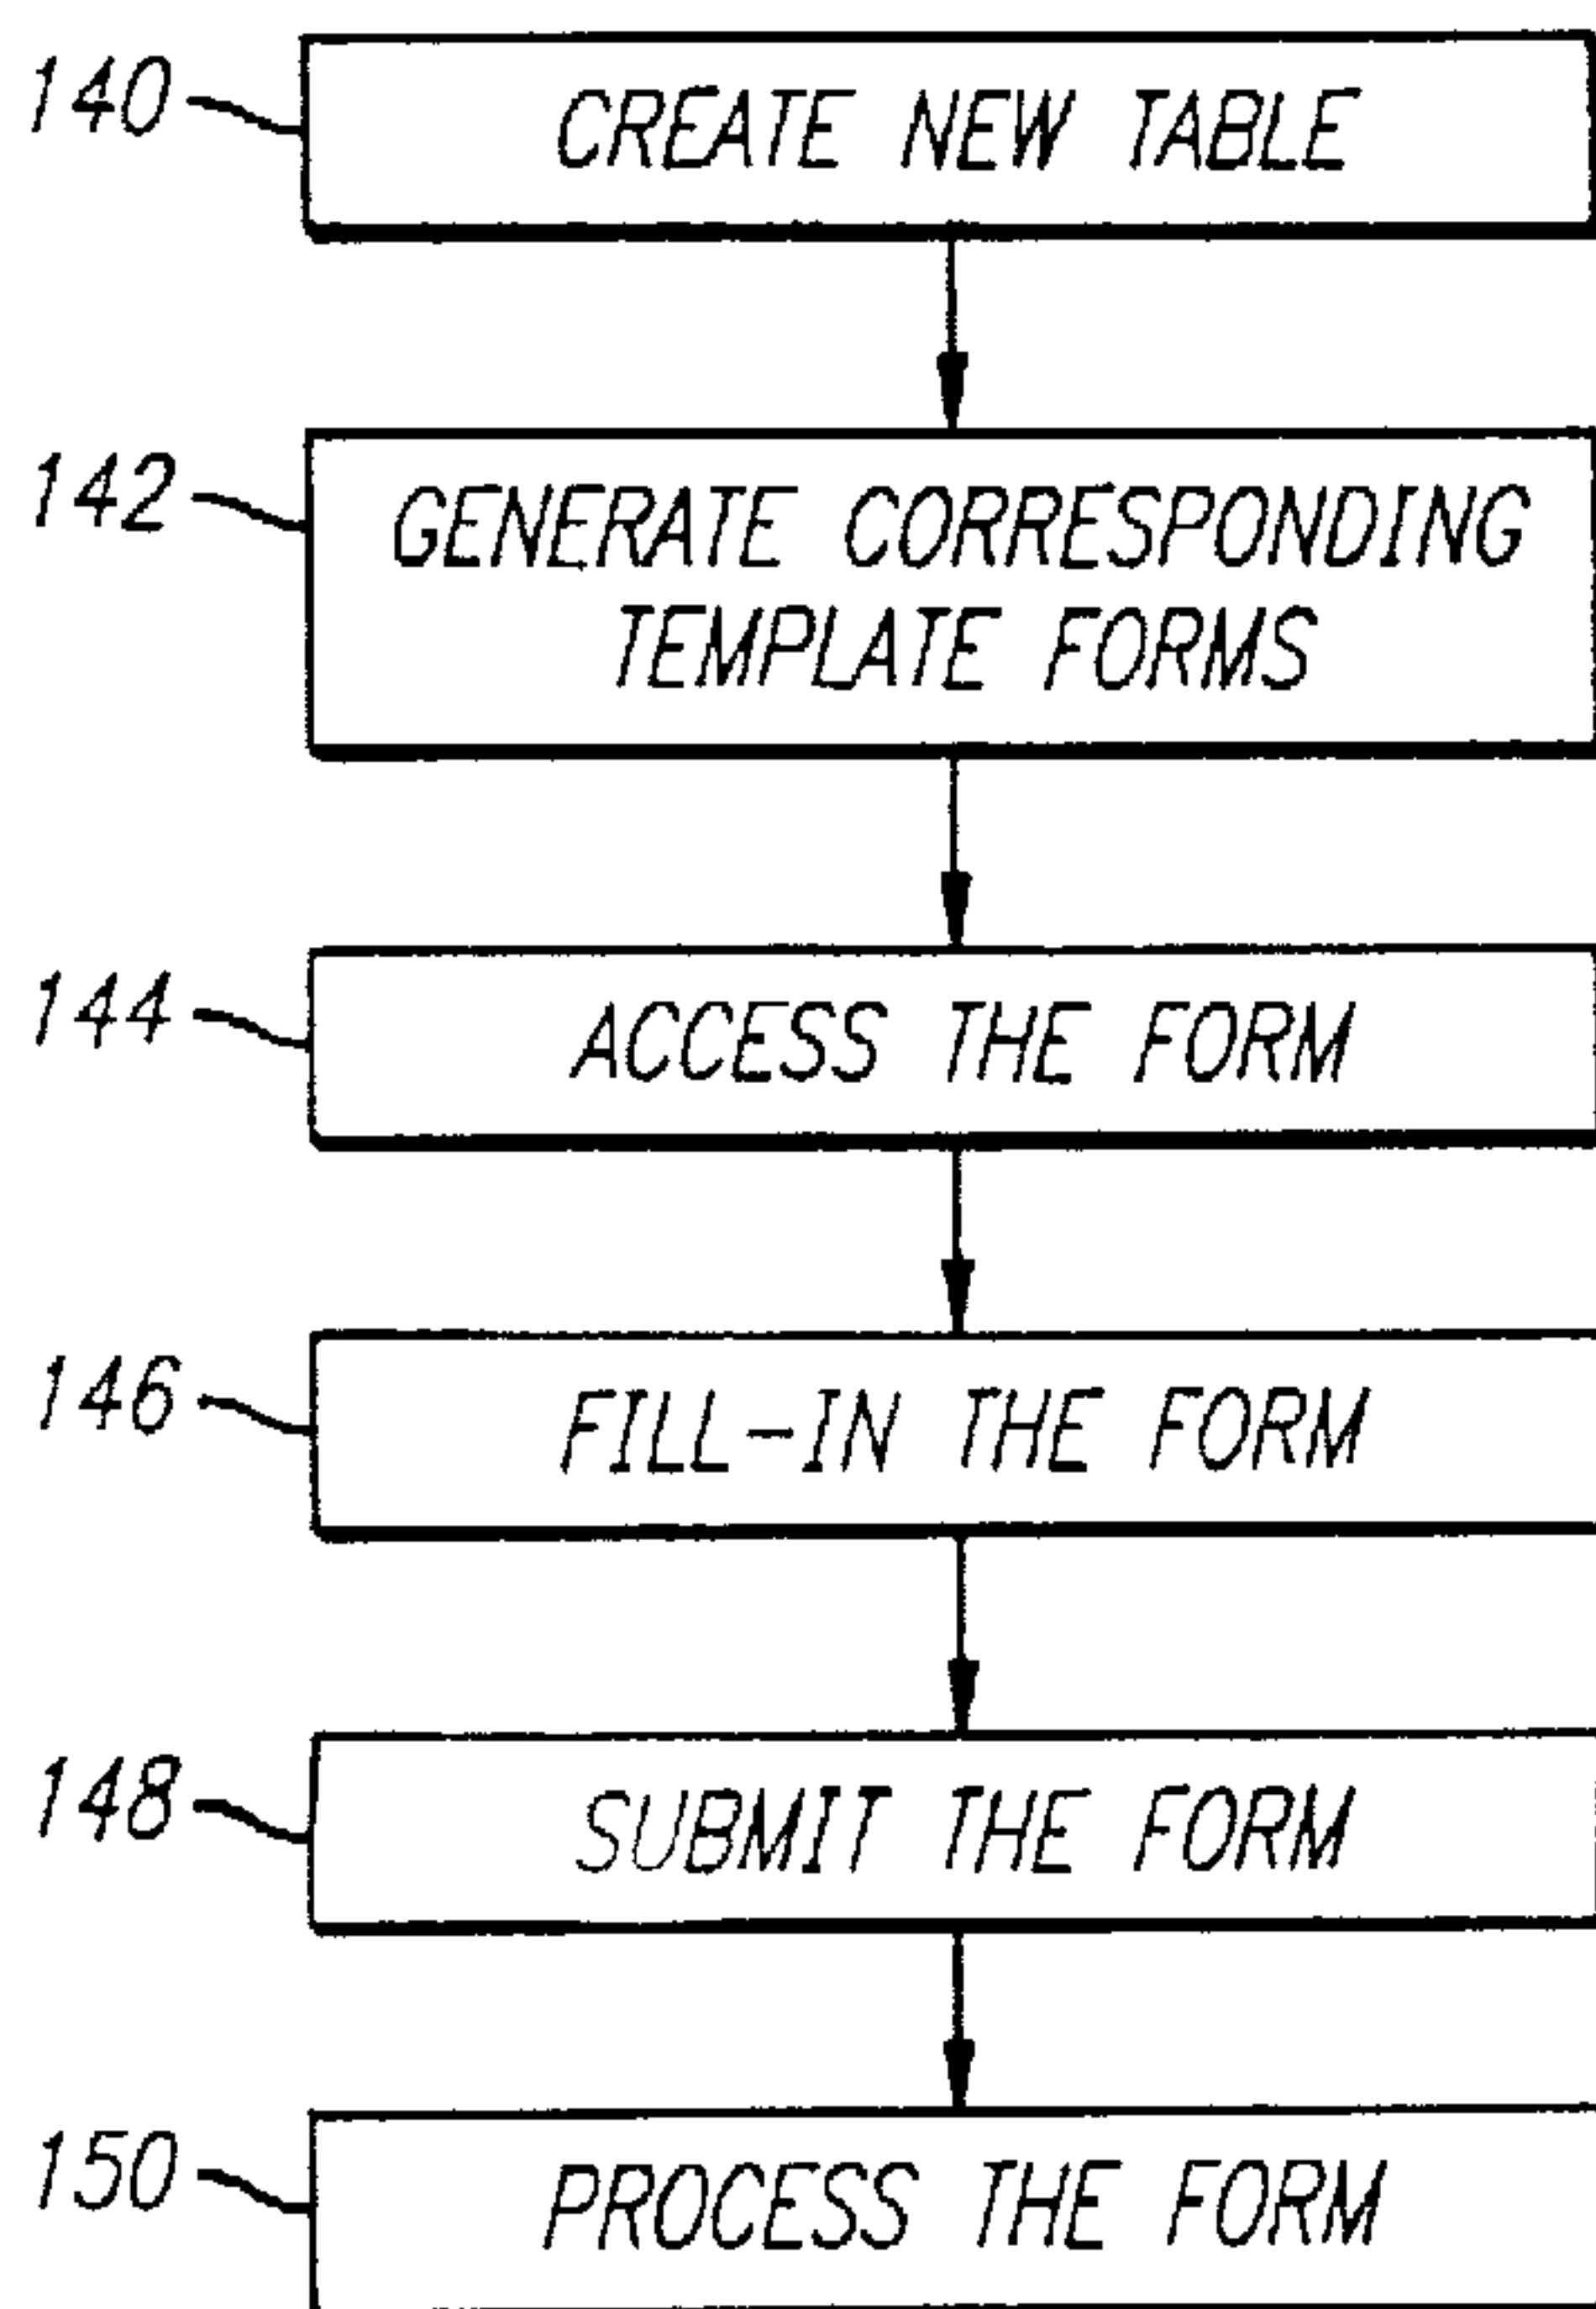 140
CREATE NEW TABLE
142
GENERATE CORRESPONDING
TEMPLATE FORMS
144
ACCESS THE FORM
146
FILL-IN THE FORM
148
SUBMIT THE FORM
150
PROCESS THE FORM